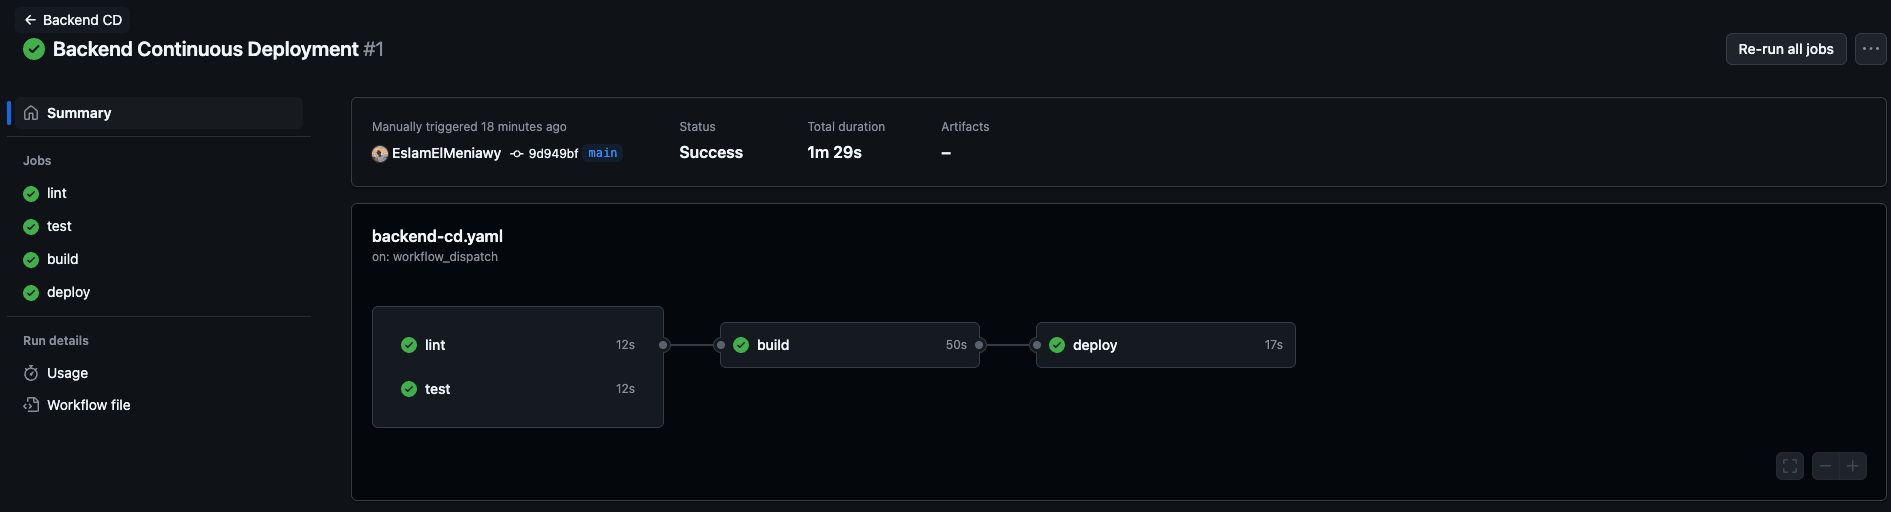 ← Backend CD
Backend Continuous Deployment #1
Re-run all jobs
...
Summary
Jobs
lint
test
build
deploy
Run details
Usage
Workflow file
Manually triggered 18 minutes ago
EslamElMeniawy 9d949bf main
Status
Success
Total duration
1m 29s
Artifacts
–
backend-cd.yaml
on: workflow_dispatch
lint 12s
test 12s
build 50s
deploy 17s